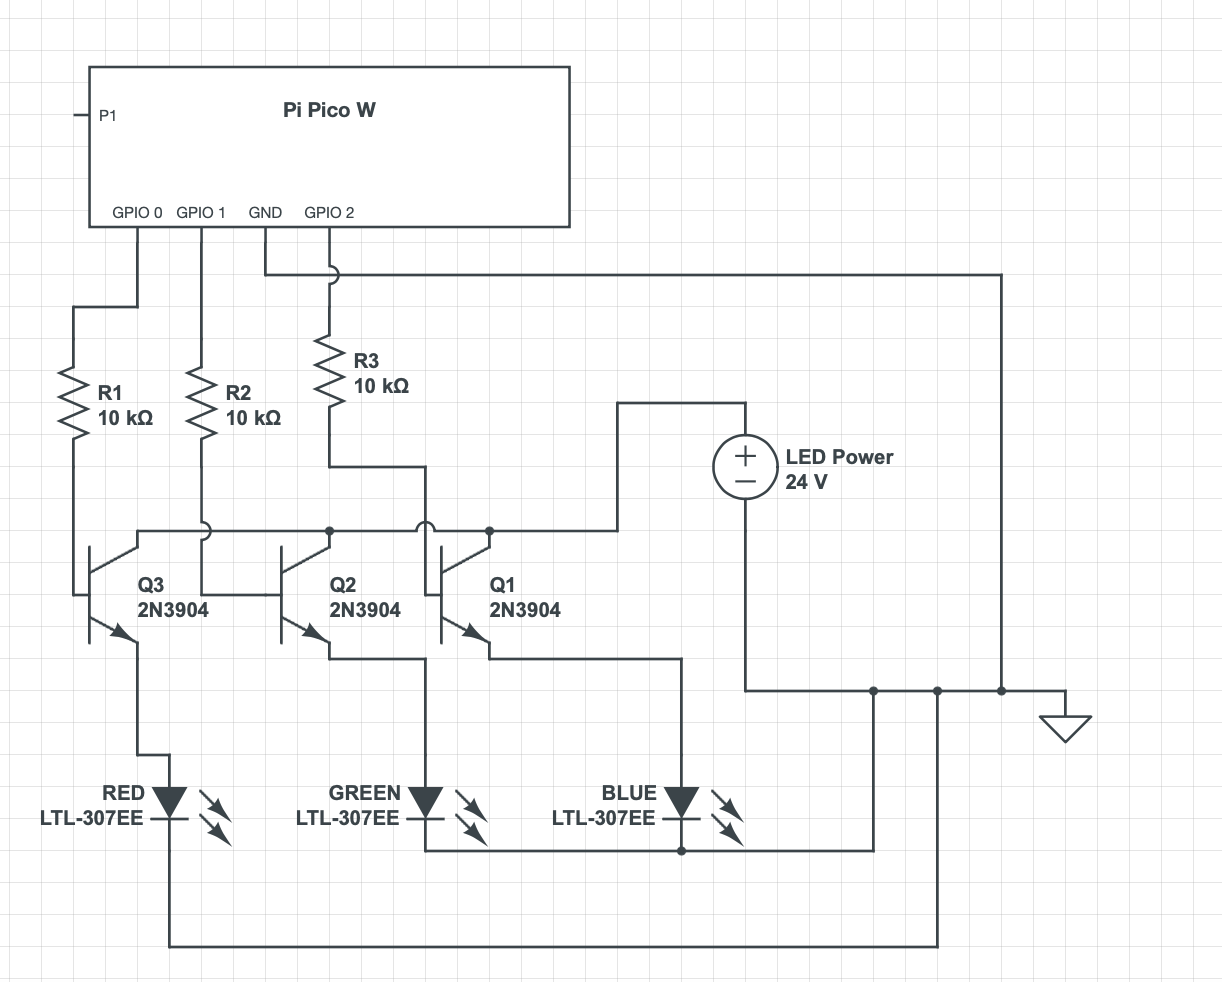 Pi Pico W
P1
GPIO 0 GPIO 1 GND GPIO 2
R1
10 kΩ
R2
10 kΩ
R3
10 kΩ
+
−
LED Power
24 V
Q3
2N3904
Q2
2N3904
Q1
2N3904
RED
LTL-307EE
GREEN
LTL-307EE
BLUE
LTL-307EE